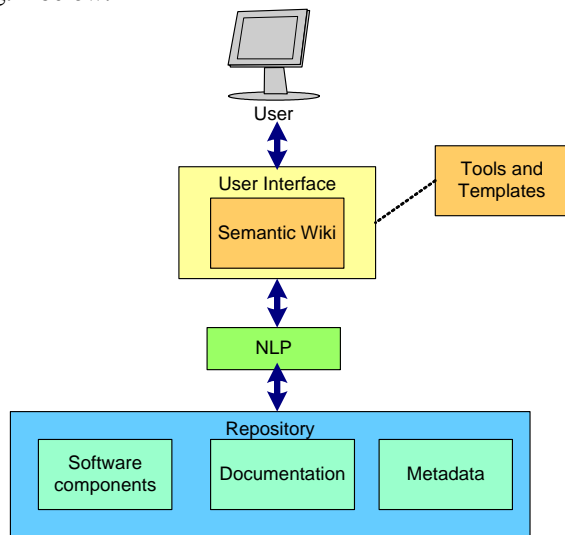 User
User Interface
Semantic Wiki
Tools and
Templates
NLP
Repository
Software
components
Documentation
Metadata